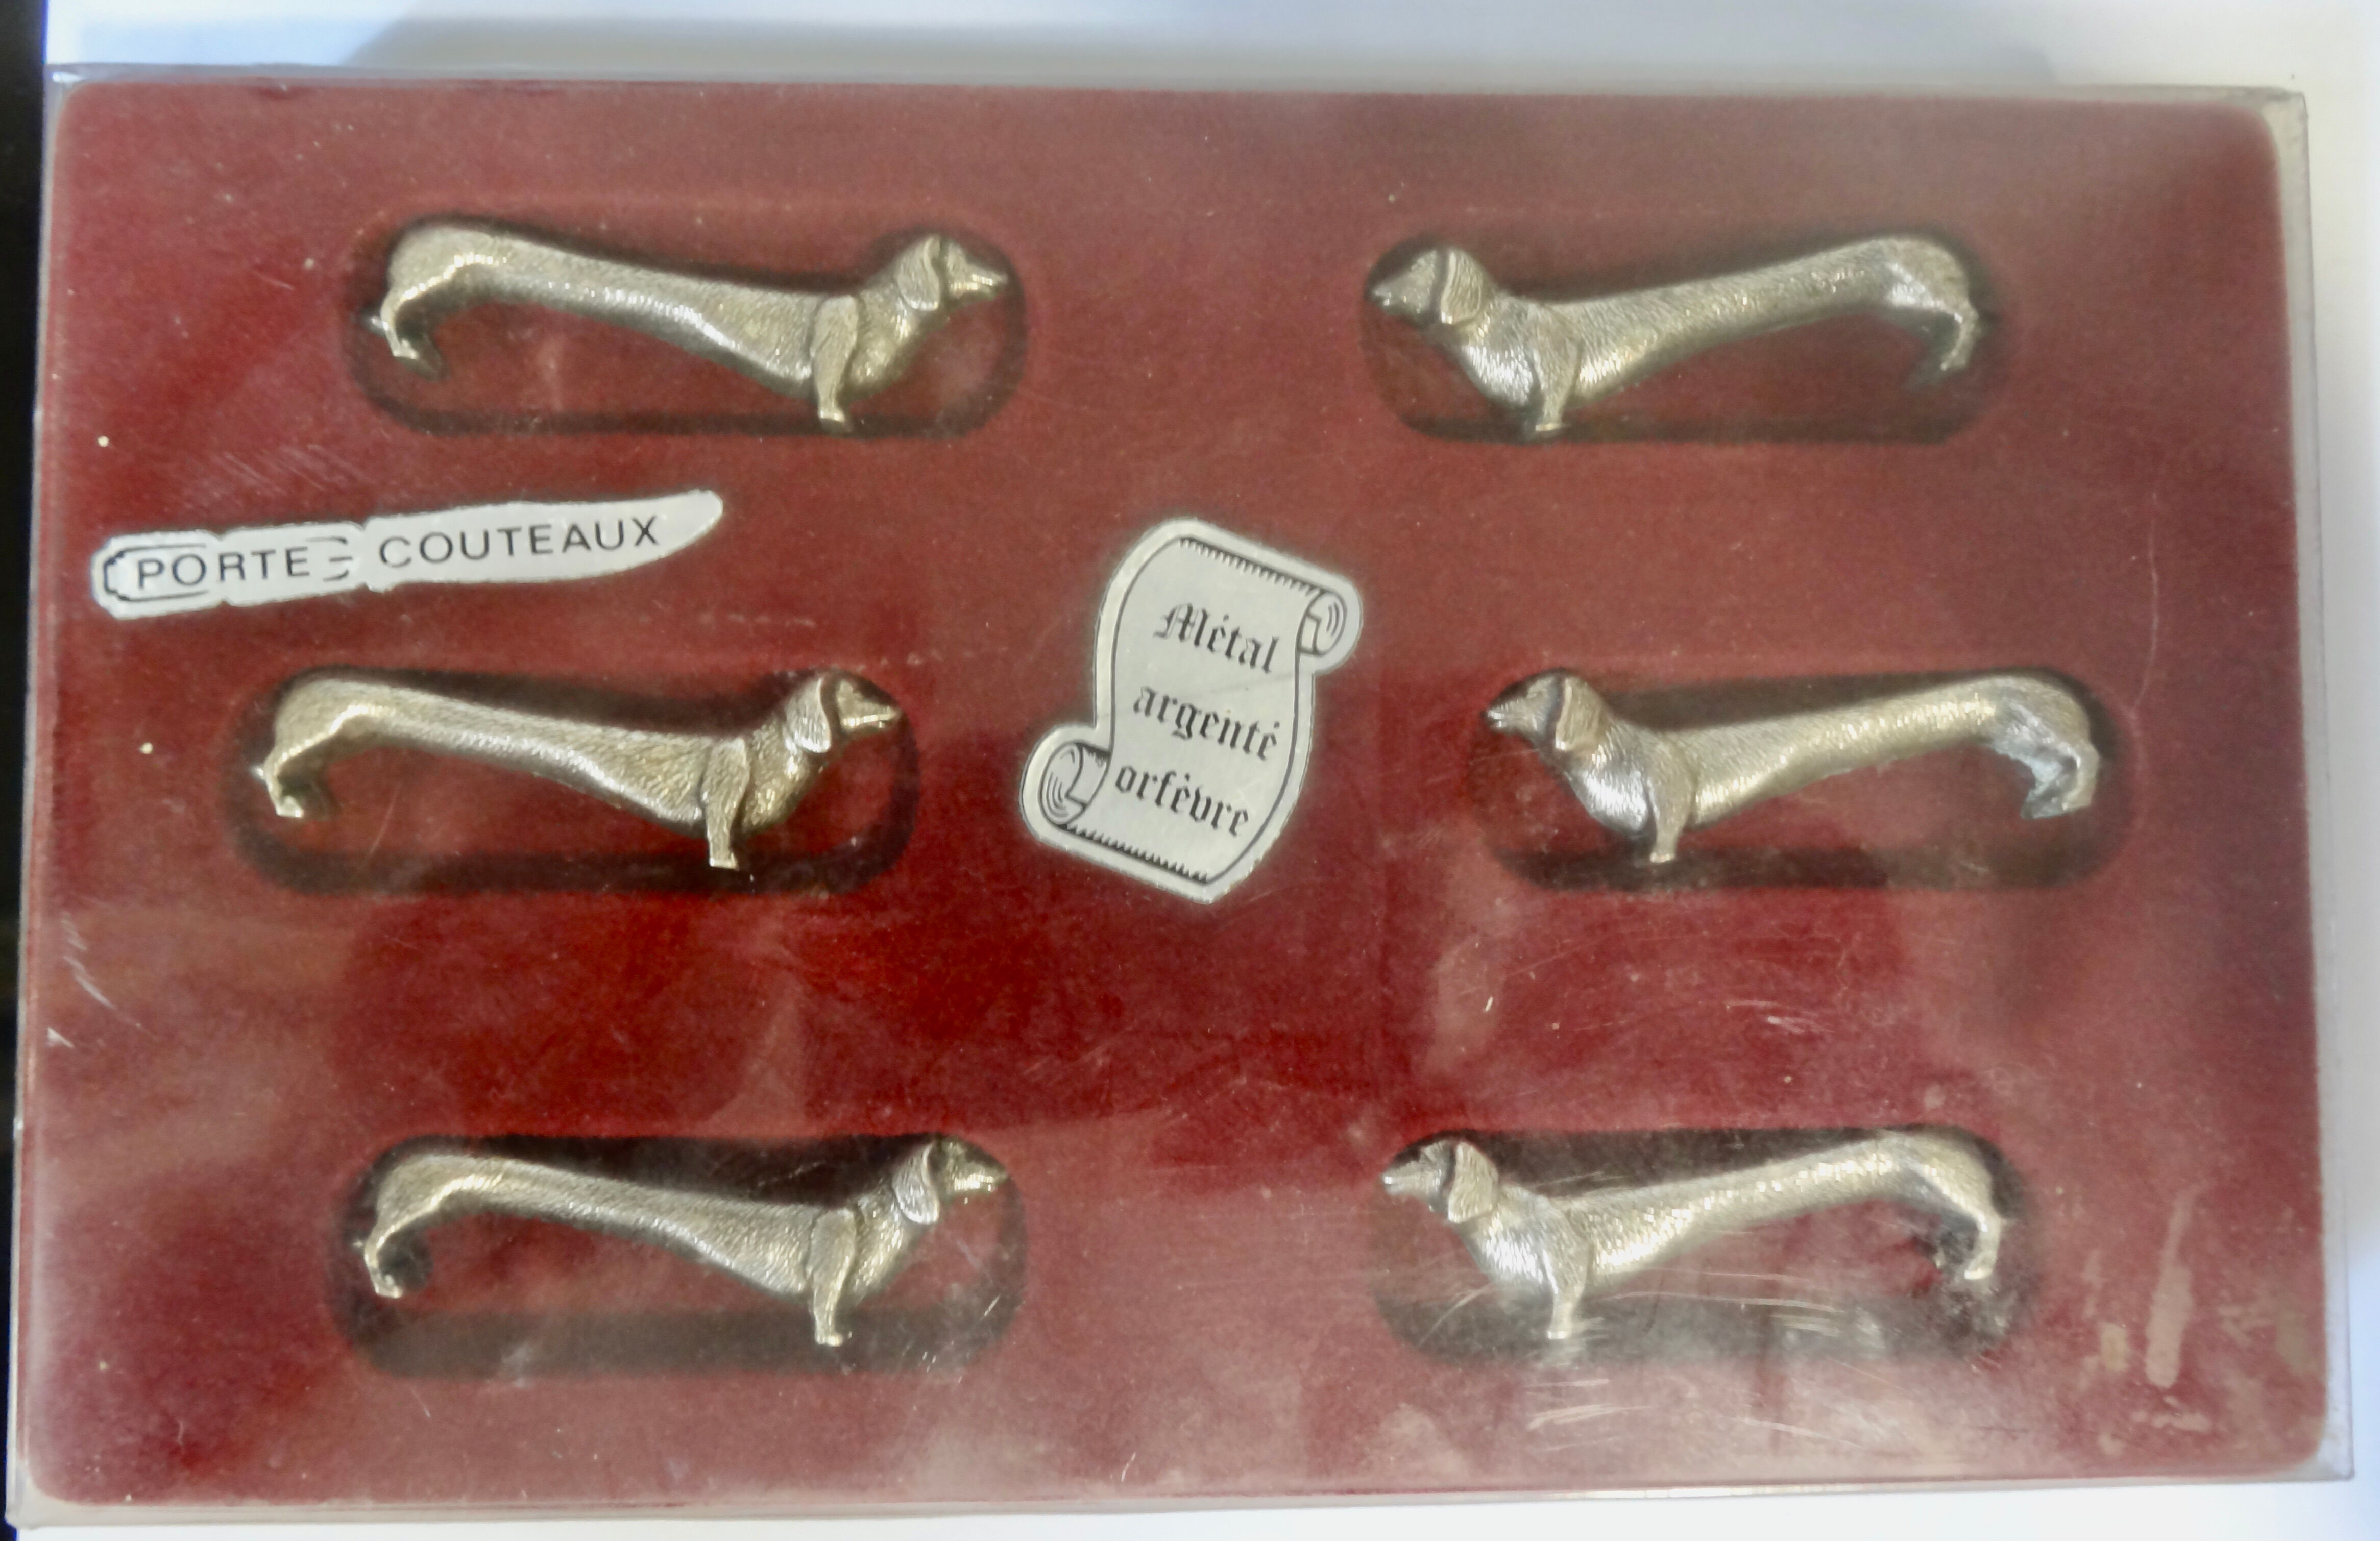 PORTE-COUTEAUX
Métal
argenté
orfèvre